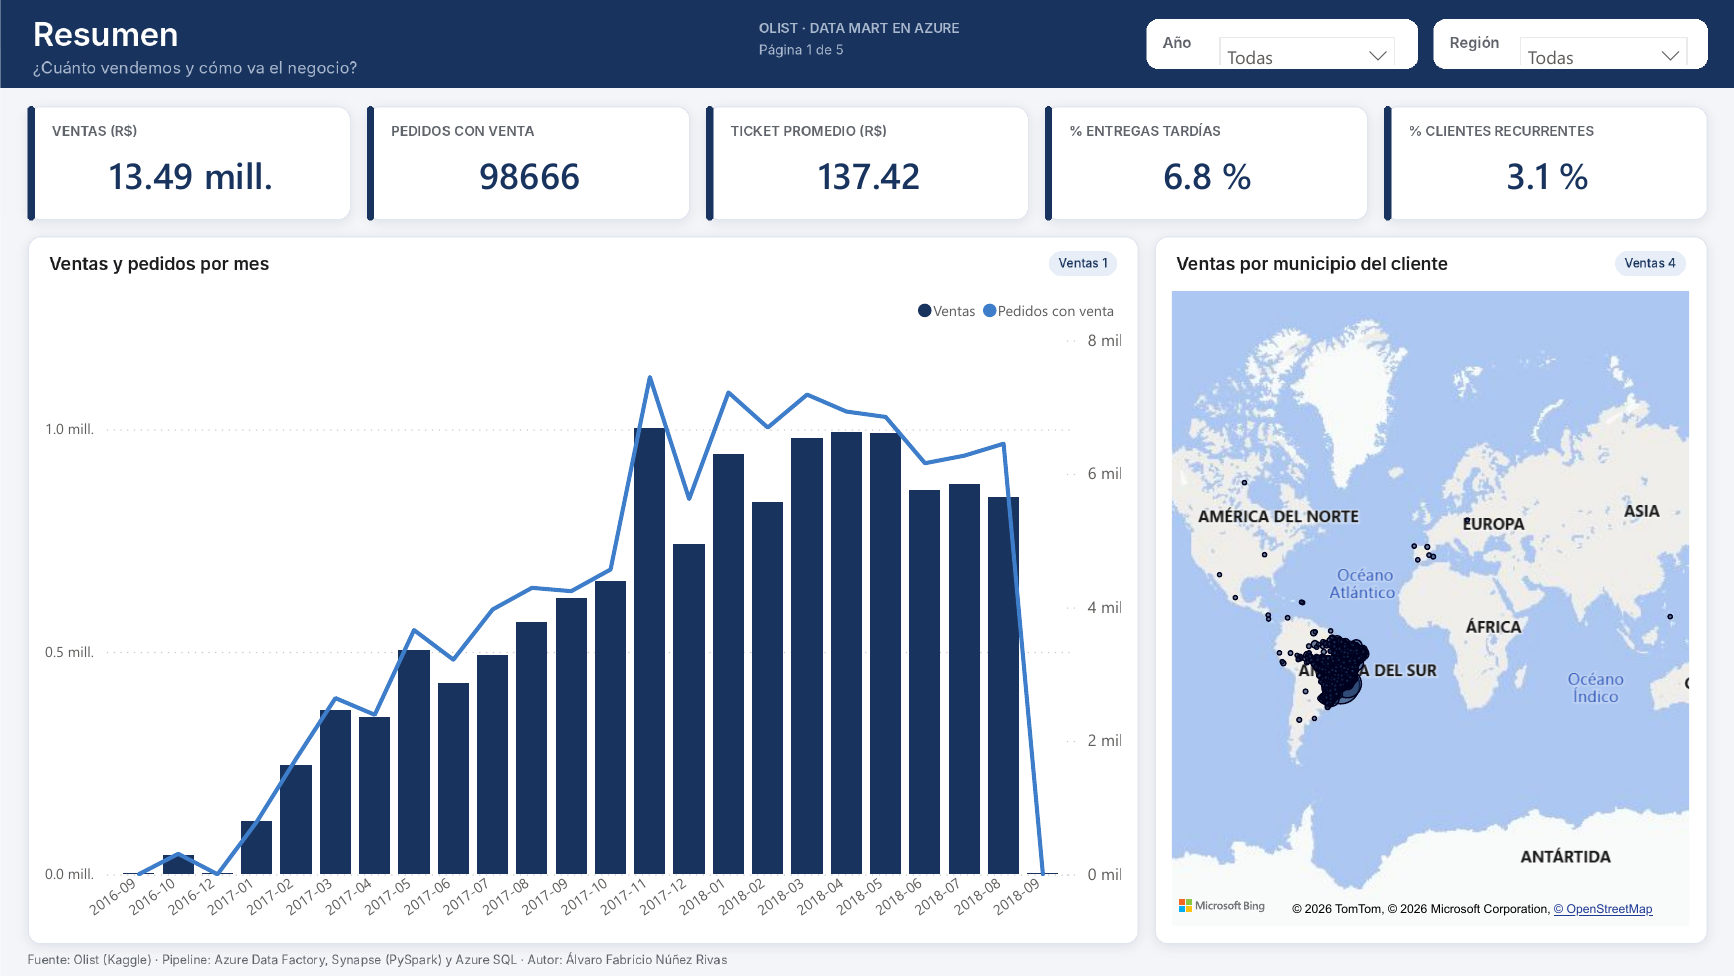 Resumen
¿Cuánto vendemos y cómo va el negocio?
OLIST · DATA MART EN AZURE
Página 1 de 5
Año
Todas
Región
Todas
VENTAS (R$)
13.49 mill.
PEDIDOS CON VENTA
98666
TICKET PROMEDIO (R$)
137.42
% ENTREGAS TARDÍAS
6.8 %
% CLIENTES RECURRENTES
3.1 %
Ventas y pedidos por mes
Ventas 1
Ventas
Pedidos con venta
8 mil
6 mil
4 mil
2 mil
0 mil
1.0 mill.
0.5 mill.
0.0 mill.
2016-09
2016-10
2016-12
2017-01
2017-02
2017-03
2017-04
2017-05
2017-06
2017-07
2017-08
2017-09
2017-10
2017-11
2017-12
2018-01
2018-02
2018-03
2018-04
2018-05
2018-06
2018-07
2018-08
2018-09
Ventas por municipio del cliente
Ventas 4
AMÉRICA DEL NORTE
EUROPA
ASIA
Océano
Atlántico
ÁFRICA
A DEL SUR
Océano
Índico
ANTÁRTIDA
Microsoft Bing
© 2026 TomTom, © 2026 Microsoft Corporation, © OpenStreetMap
Fuente: Olist (Kaggle) · Pipeline: Azure Data Factory, Synapse (PySpark) y Azure SQL · Autor: Álvaro Fabricio Núñez Rivas